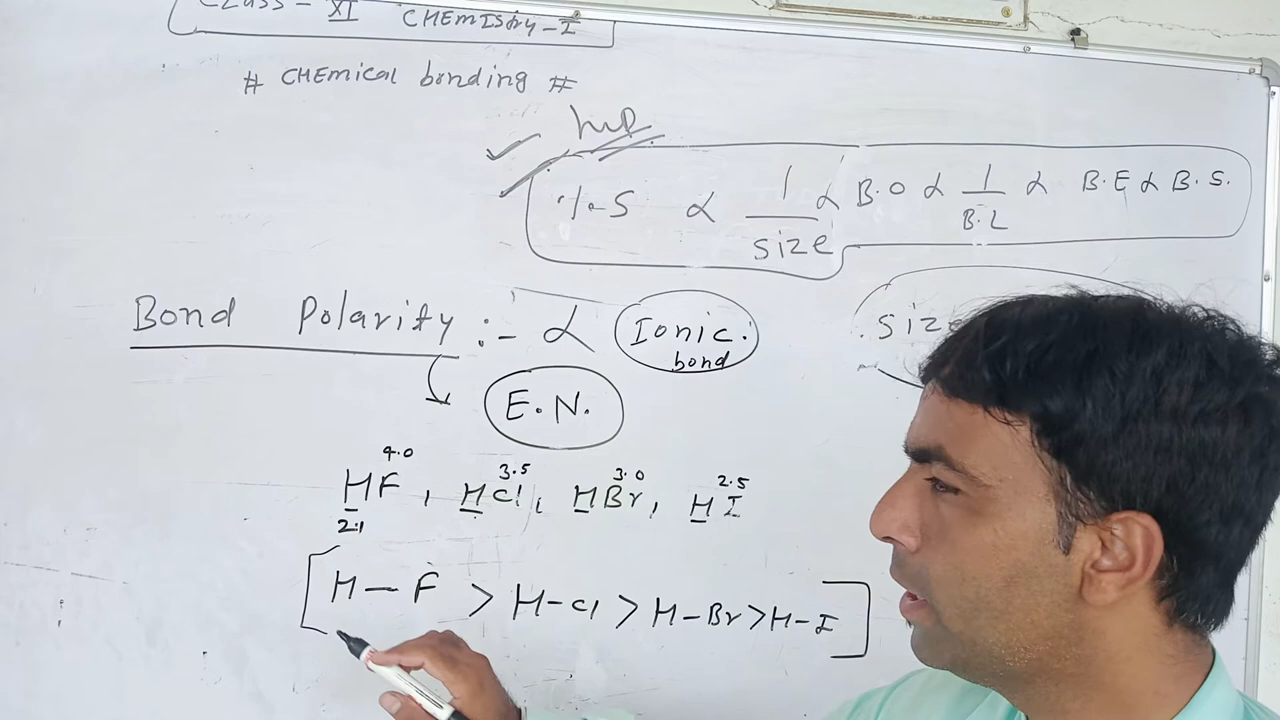 Class - XI CHEMIstry-I
# CHEmical bonding #
Imp
%S α 1/size α B.O α 1/B.L α B.E α B.S.
size
Bond Polarity :- α Ionic. bond
E.N.
4.0 3.5 3.0 2.5
HF, HCl, HBr, HI
2.1
[H-F > H-Cl > H-Br > H-I]